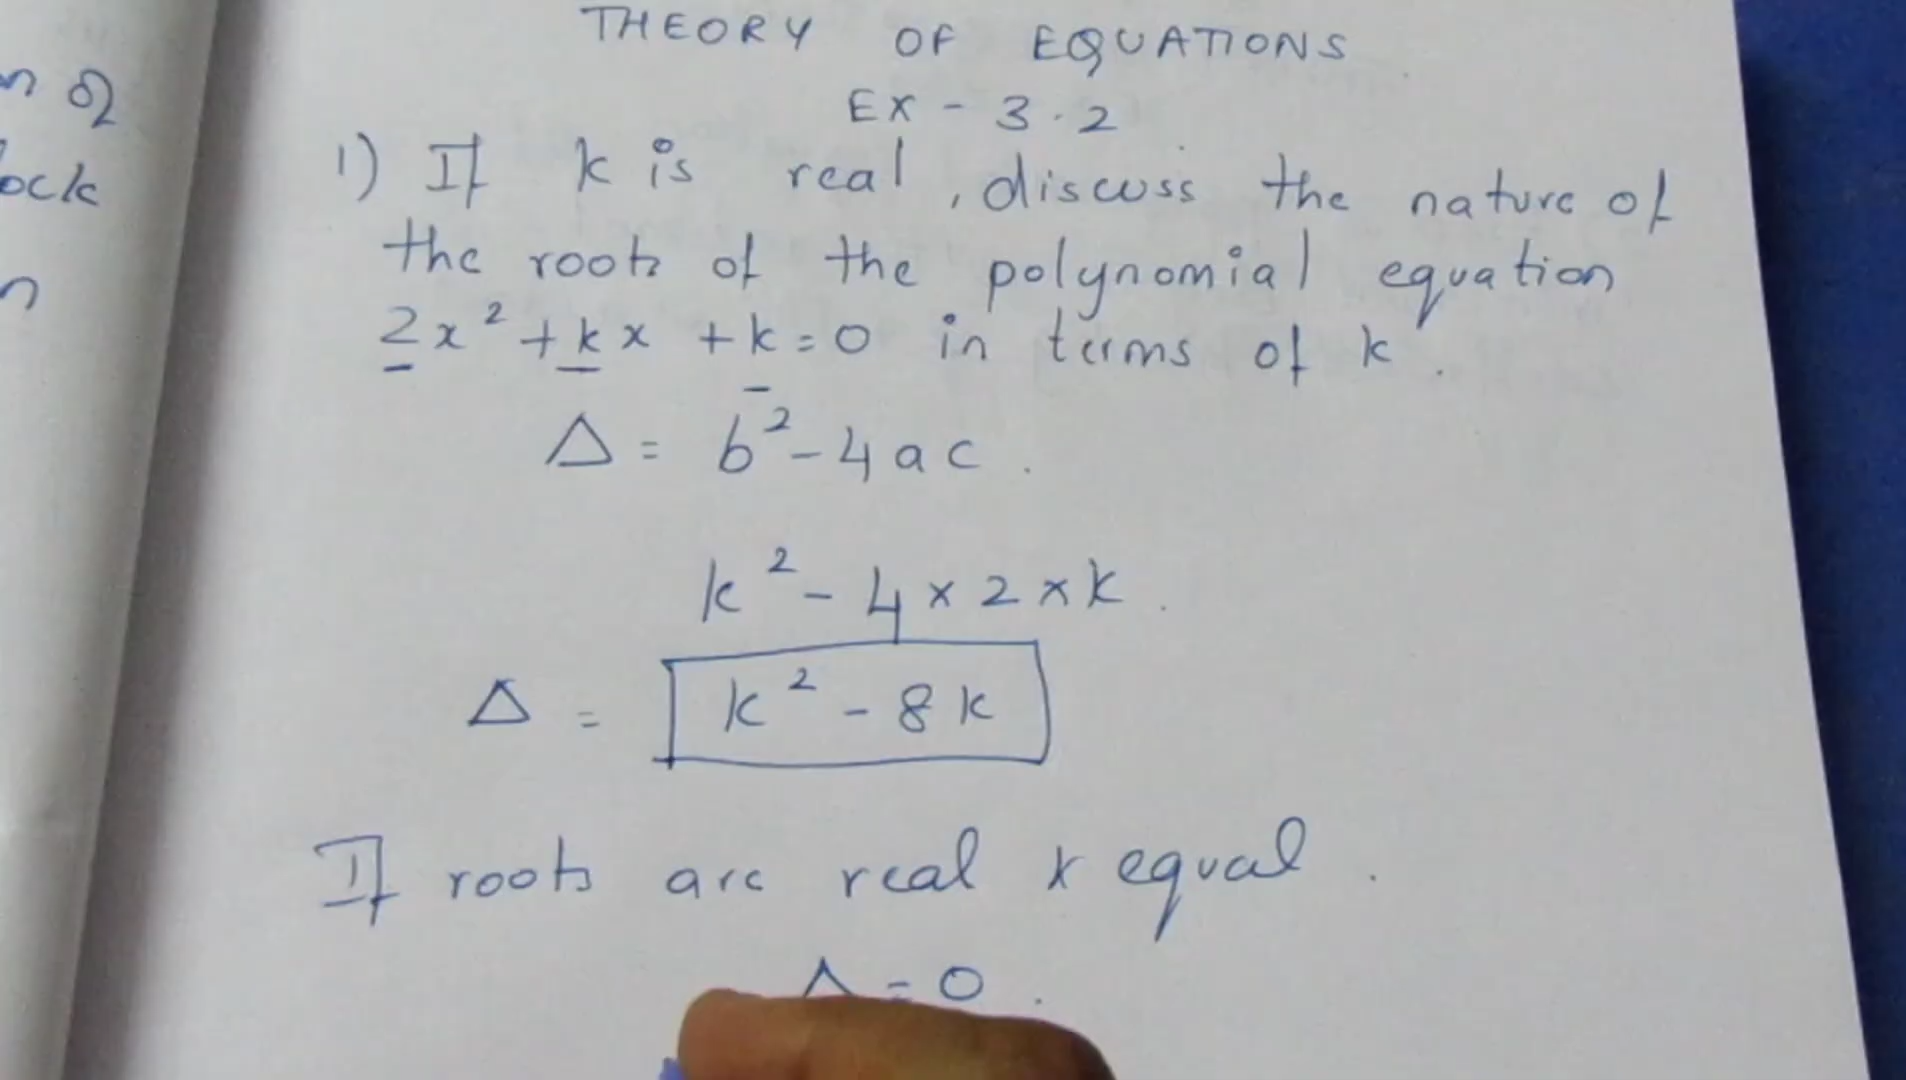 THEORY OF EQUATIONS
EX - 3.2
1) If k is real, discuss the nature of
the roots of the polynomial equation
2x² + kx + k = 0 in terms of k.
Δ = b² - 4ac.
k² - 4 × 2 × k.
Δ = k² - 8k
If roots are real & equal.
Δ = 0.
ock